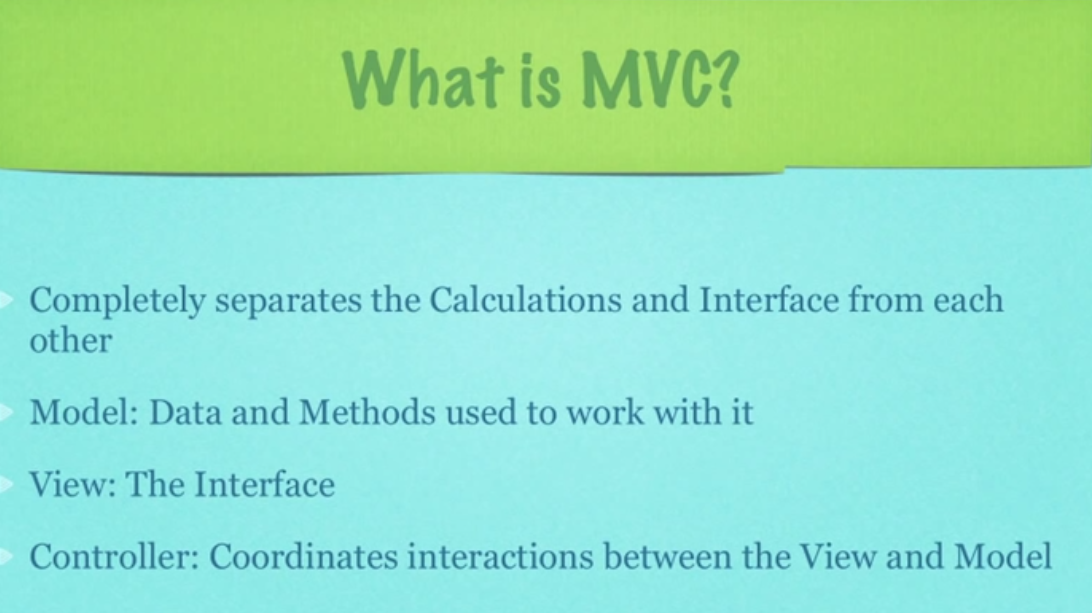 What is MVC?
Completely separates the Calculations and Interface from each
other
Model: Data and Methods used to work with it
View: The Interface
Controller: Coordinates interactions between the View and Model